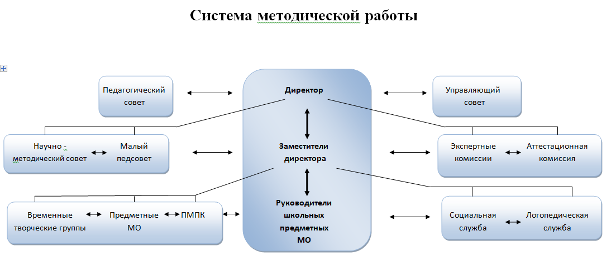 Система методической работы
Педагогический
совет
Директор
Управляющий
совет
Научно -
методический совет
Малый
педсовет
Заместители
директора
Экспертные
комиссии
Аттестационная
комиссия
Временные
творческие группы
Предметные
МО
ПМПК
Руководители
школьных
предметных
МО
Социальная
служба
Логопедическая
служба